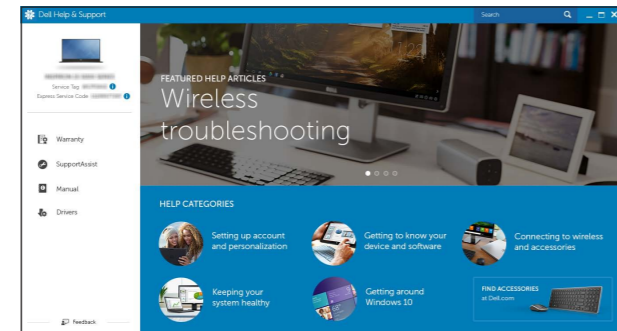 Dell Help & Support
Search
Service Tag:
Express Service Code:
Warranty
SupportAssist
Manual
Drivers
Feedback
FEATURED HELP ARTICLES
Wireless
troubleshooting
HELP CATEGORIES
Setting up account
and personalization
Getting to know your
device and software
Connecting to wireless
and accessories
Keeping your
system healthy
Getting around
Windows 10
FIND ACCESSORIES
at Dell.com